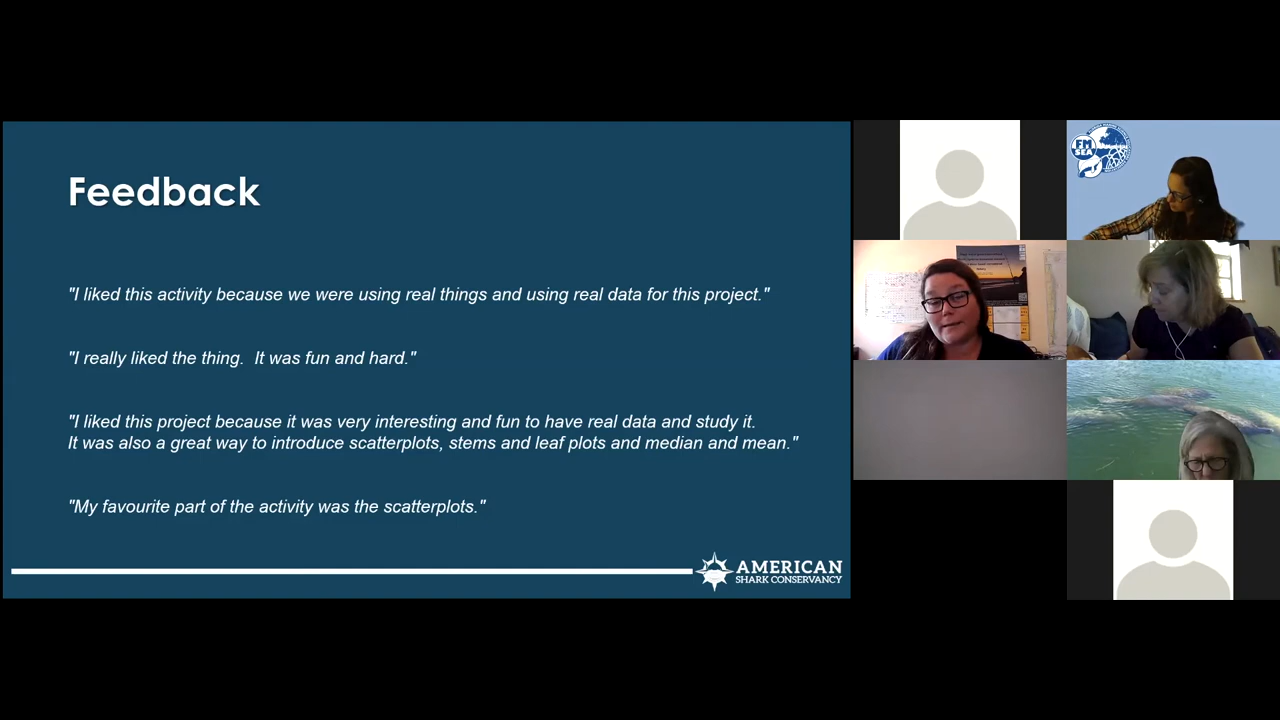 Feedback
"I liked this activity because we were using real things and using real data for this project."
"I really liked the thing.  It was fun and hard."
"I liked this project because it was very interesting and fun to have real data and study it.
It was also a great way to introduce scatterplots, stems and leaf plots and median and mean."
"My favourite part of the activity was the scatterplots."
AMERICAN
SHARK CONSERVANCY
FM
SEA